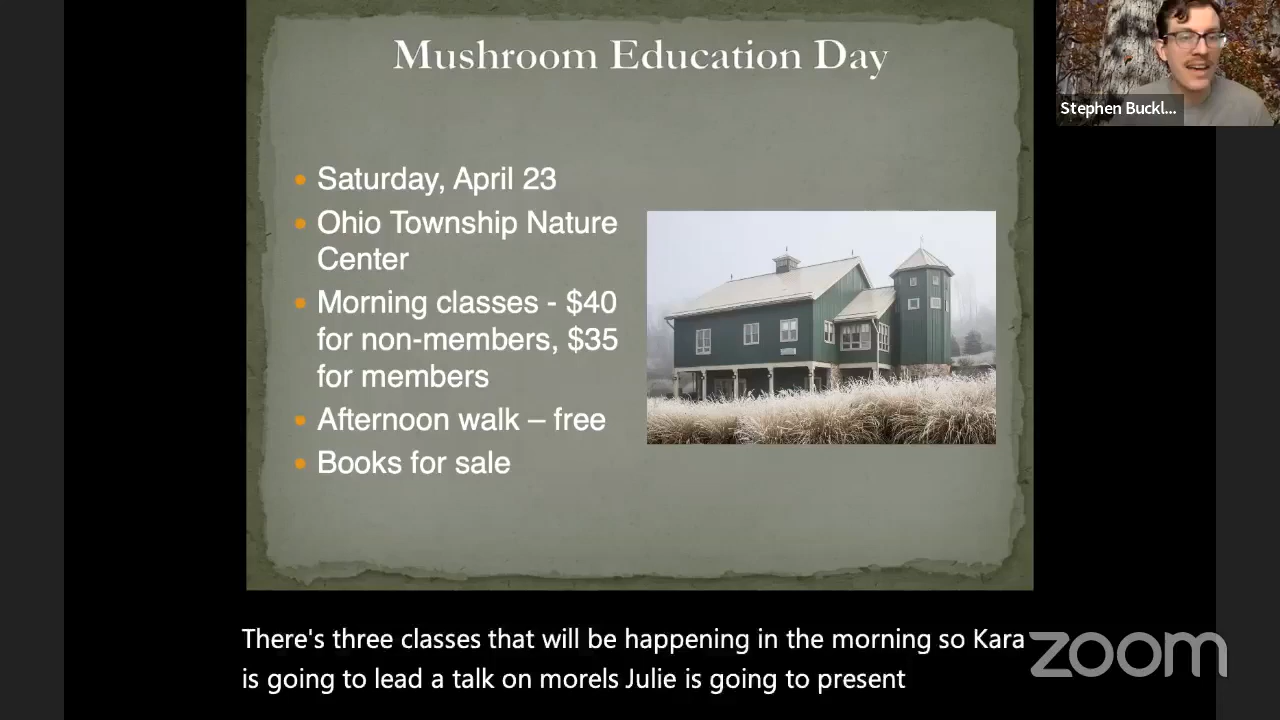 Mushroom Education Day
Stephen Buckl...
• Saturday, April 23
• Ohio Township Nature
Center
• Morning classes - $40
for non-members, $35
for members
• Afternoon walk – free
• Books for sale
There's three classes that will be happening in the morning so Kara
is going to lead a talk on morels Julie is going to present
zoom